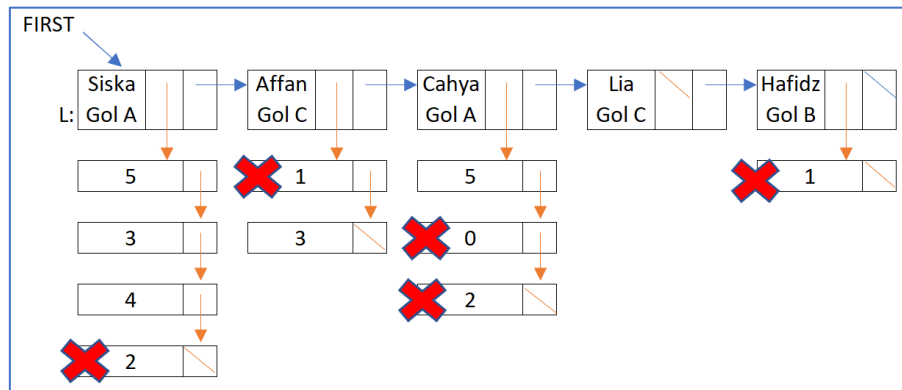 FIRST
Siska
Affan
Cahya
Lia
Hafidz
L:
Gol A
Gol C
Gol A
Gol C
Gol B
5
1
5
1
3
3
0
4
2
2